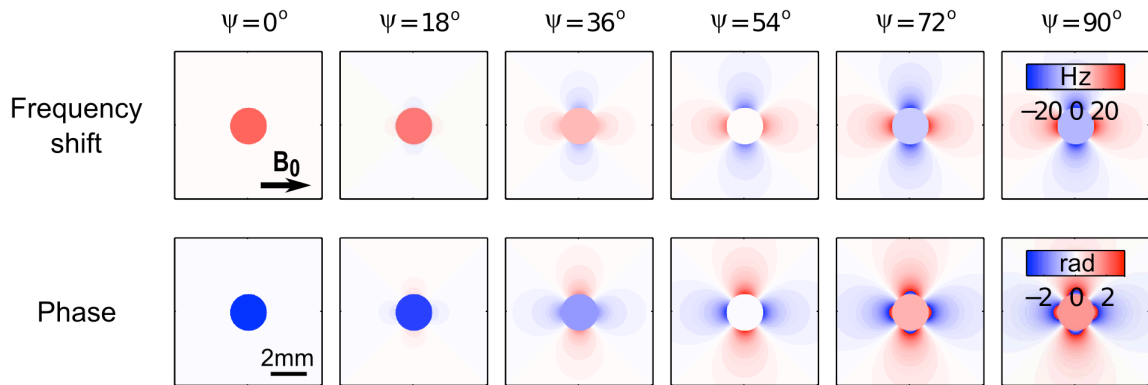 Ψ=0° Ψ=18° Ψ=36° Ψ=54° Ψ=72° Ψ=90°
Frequency
shift
B0
Hz
−20 0 20
Phase
2mm
rad
−2 0 2